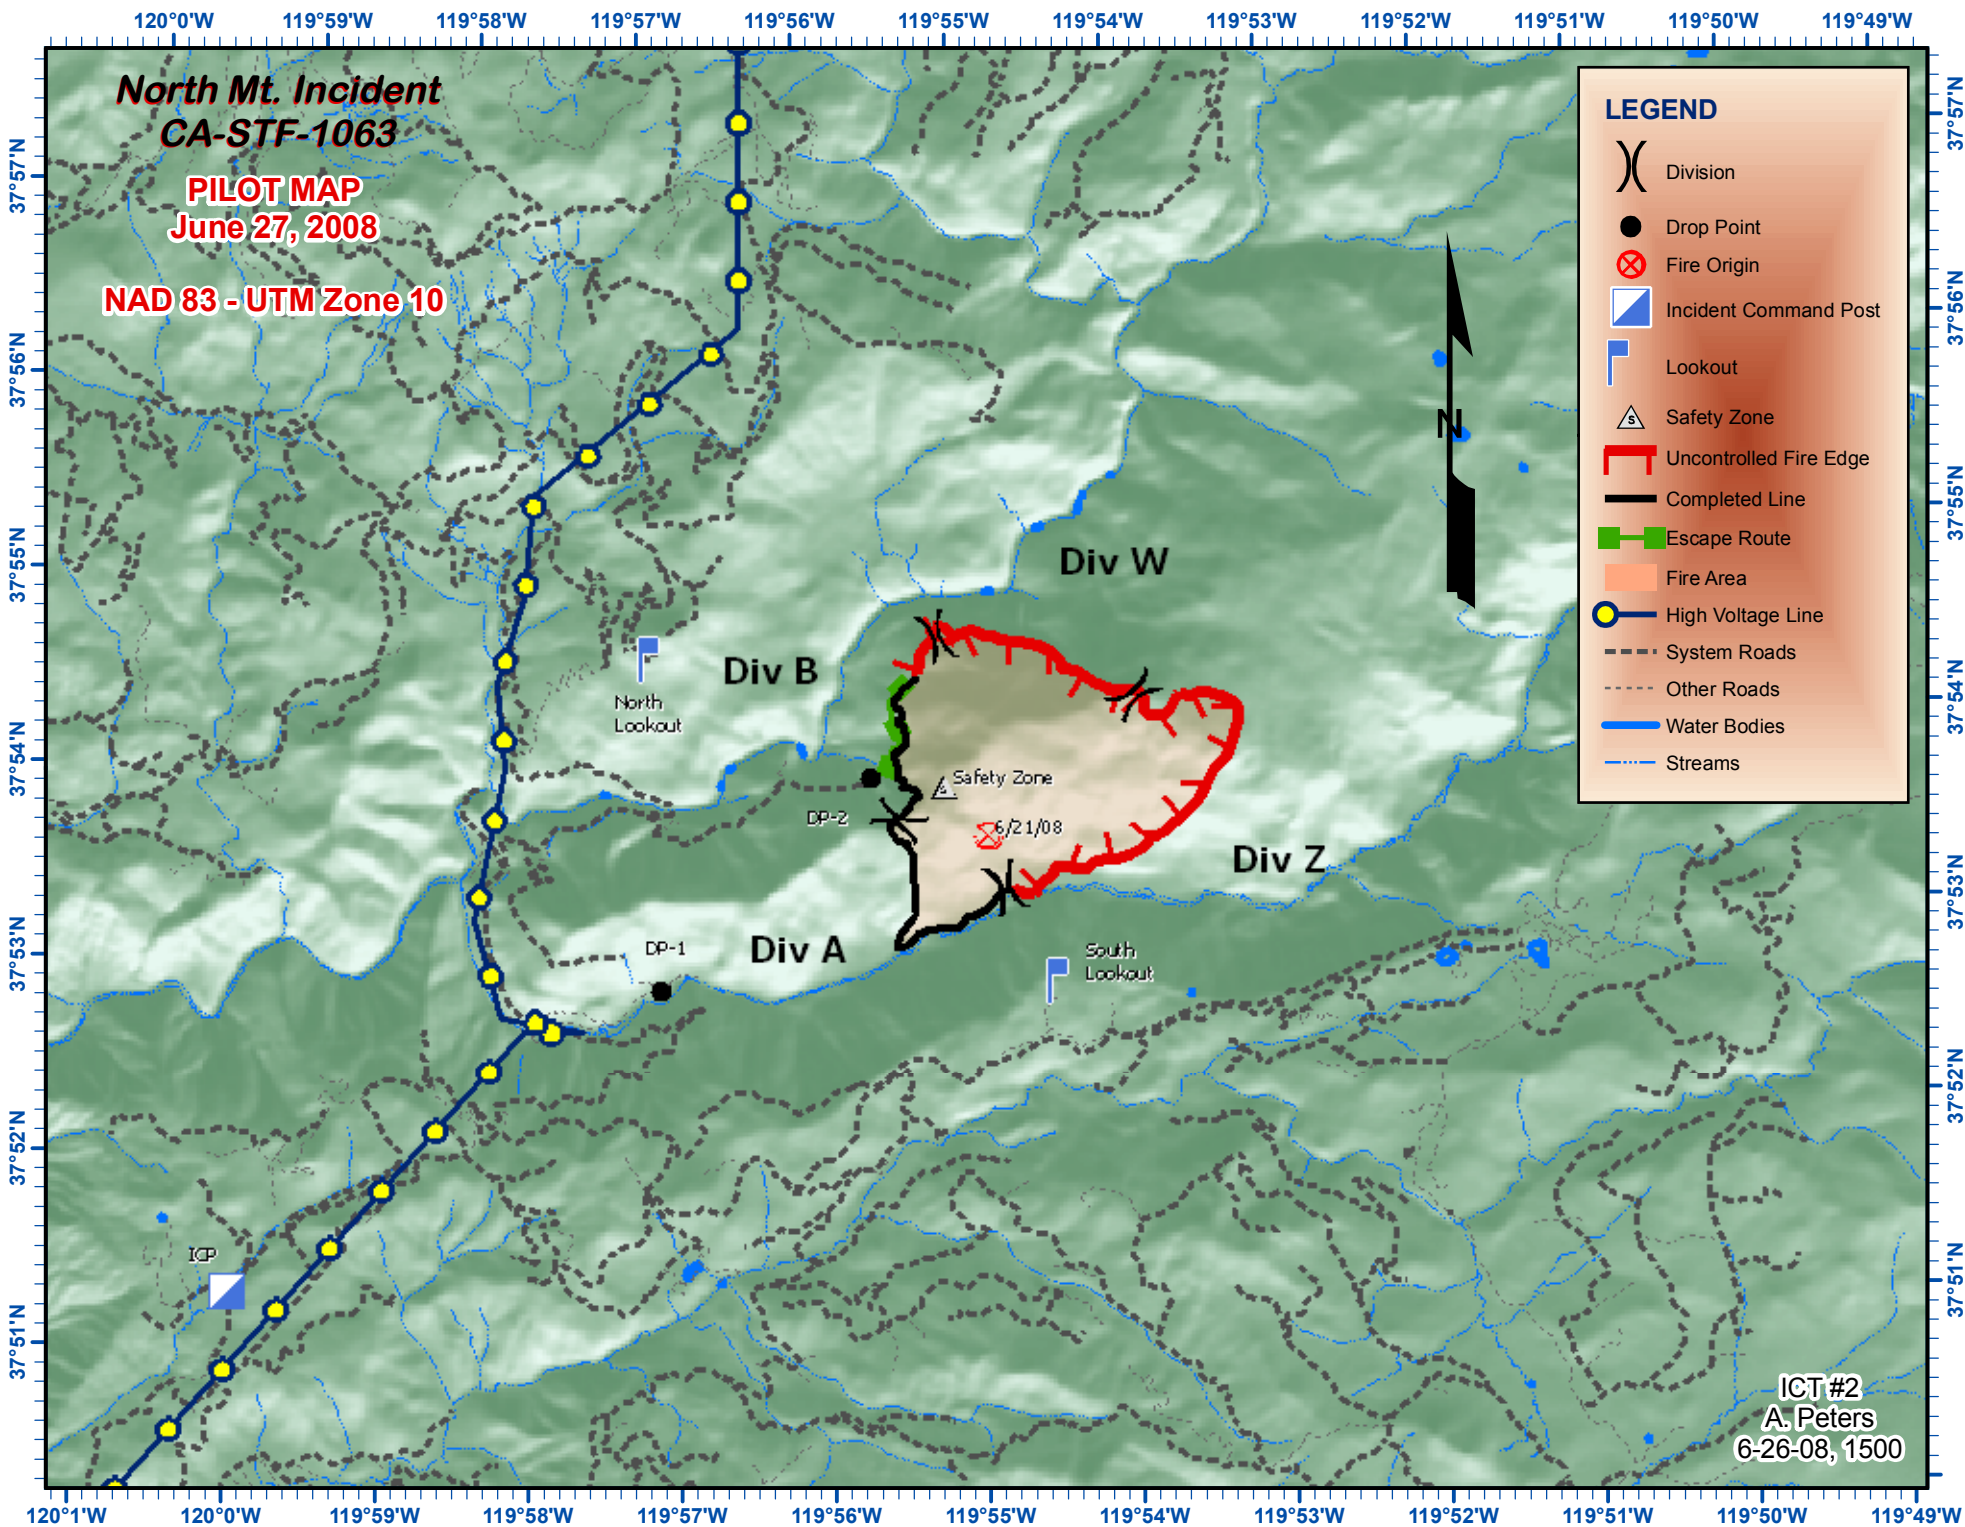 120°0'W 119°59'W 119°58'W 119°57'W 119°56'W 119°55'W 119°54'W 119°53'W 119°52'W 119°51'W 119°50'W 119°49'W
North Mt. Incident
CA-STF-1063
PILOT MAP
June 27, 2008
NAD 83 - UTM Zone 10
LEGEND
Division
Drop Point
Fire Origin
Incident Command Post
Lookout
Safety Zone
Uncontrolled Fire Edge
Completed Line
Escape Route
Fire Area
High Voltage Line
System Roads
Other Roads
Water Bodies
Streams
N
S
37°57'N
37°56'N
37°55'N
37°54'N
37°53'N
37°52'N
37°51'N
37°57'N
37°56'N
37°55'N
37°54'N
37°53'N
37°52'N
37°51'N
Div W
Div B
North
Lookout
Safety Zone
S
DP-2
6/21/08
Div Z
DP-1
Div A
South
Lookout
ICP
ICT #2
A. Peters
6-26-08, 1500
120°1'W 120°0'W 119°59'W 119°58'W 119°57'W 119°56'W 119°55'W 119°54'W 119°53'W 119°52'W 119°51'W 119°50'W 119°49'W